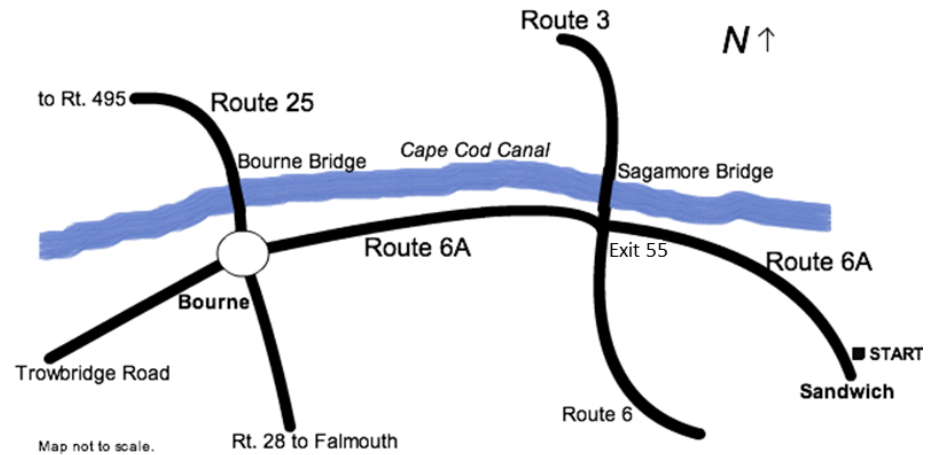 Route 3
N ↑
to Rt. 495
Route 25
Bourne Bridge
Cape Cod Canal
Sagamore Bridge
Route 6A
Exit 55
Route 6A
Bourne
START
Trowbridge Road
Sandwich
Route 6
Rt. 28 to Falmouth
Map not to scale.